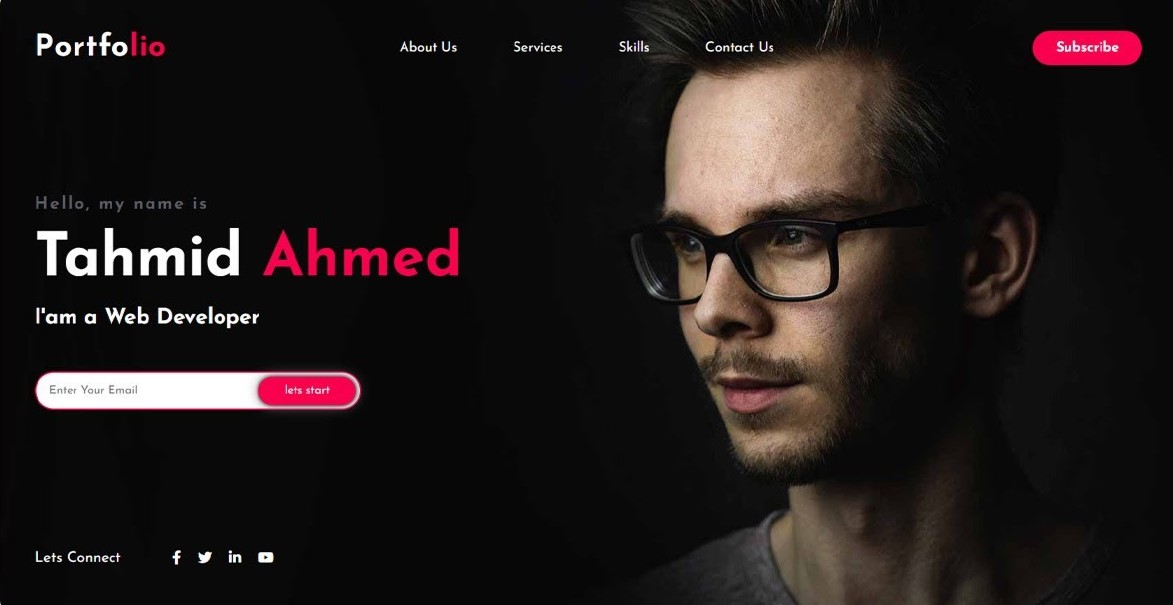 Portfolio
About Us Services Skills Contact Us Subscribe
Hello, my name is
Tahmid Ahmed
I'am a Web Developer
Enter Your Email lets start
Lets Connect